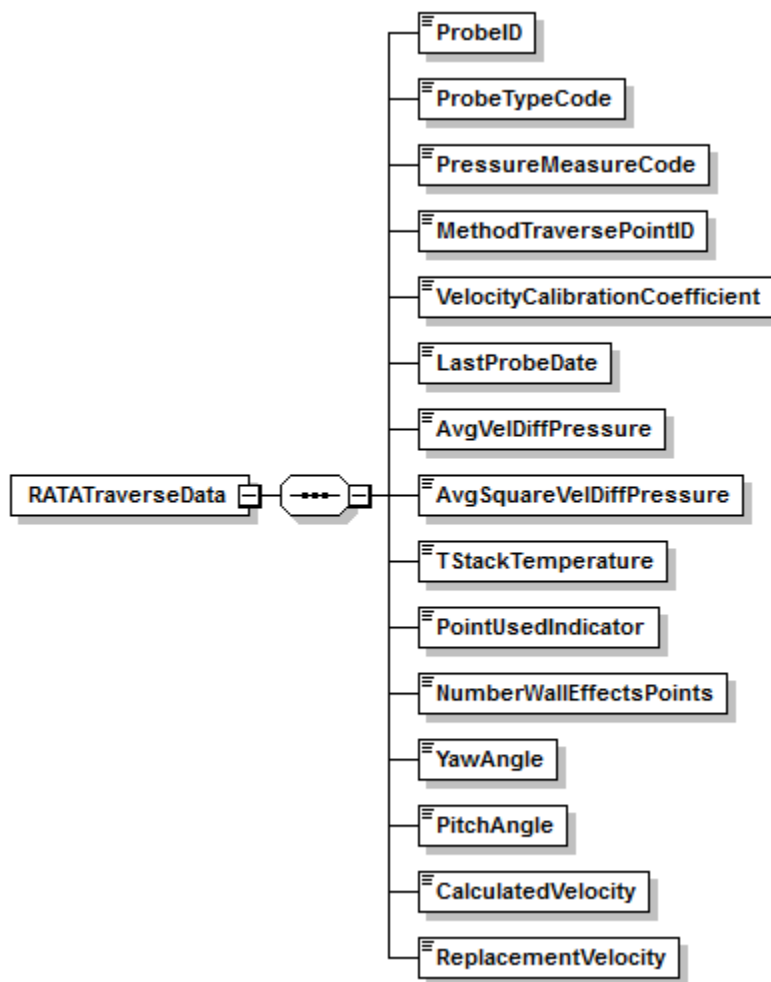 ProbeID
ProbeTypeCode
PressureMeasureCode
MethodTraversePointID
VelocityCalibrationCoefficient
LastProbeDate
AvgVelDiffPressure
RATATraverseData
AvgSquareVelDiffPressure
TStackTemperature
PointUsedIndicator
NumberWallEffectsPoints
YawAngle
PitchAngle
CalculatedVelocity
ReplacementVelocity